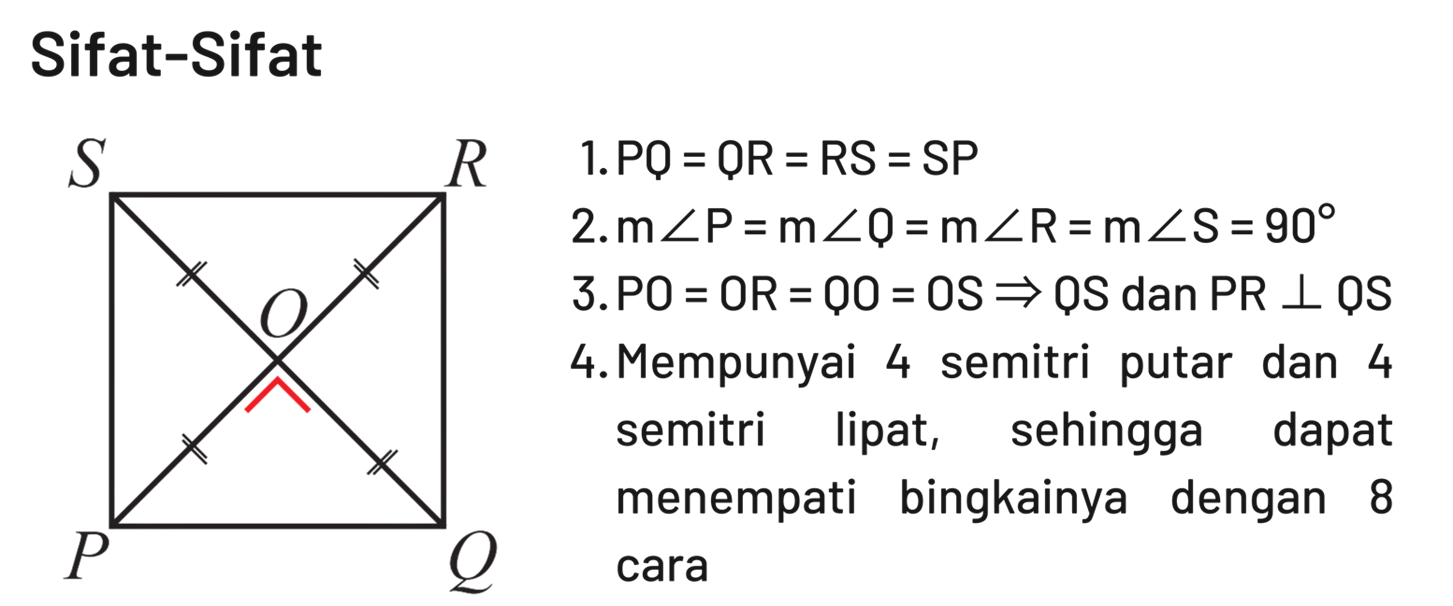 Sifat-Sifat
S
R
O
P
Q
1. PQ = QR = RS = SP
2. m∠P = m∠Q = m∠R = m∠S = 90°
3. PO = OR = QO = OS ⇒ QS dan PR ⊥ QS
4. Mempunyai 4 semitri putar dan 4
semitri lipat, sehingga dapat
menempati bingkainya dengan 8
cara